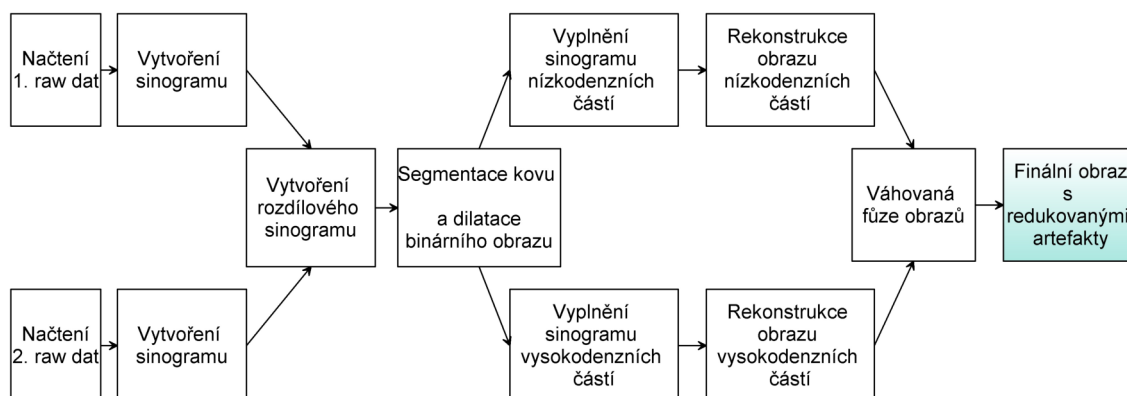 Načtení
1. raw dat
Vytvoření
sinogramu
Načtení
2. raw dat
Vytvoření
sinogramu
Vytvoření
rozdílového
sinogramu
Segmentace kovu
a dilatace
binárního obrazu
Vyplnění
sinogramu
nízkodenzních
částí
Rekonstrukce
obrazu
nízkodenzních
částí
Vyplnění
sinogramu
vysokodenzních
částí
Rekonstrukce
obrazu
vysokodenzních
částí
Váhovaná
fůze obrazů
Finální obraz
s
redukovanými
artefakty